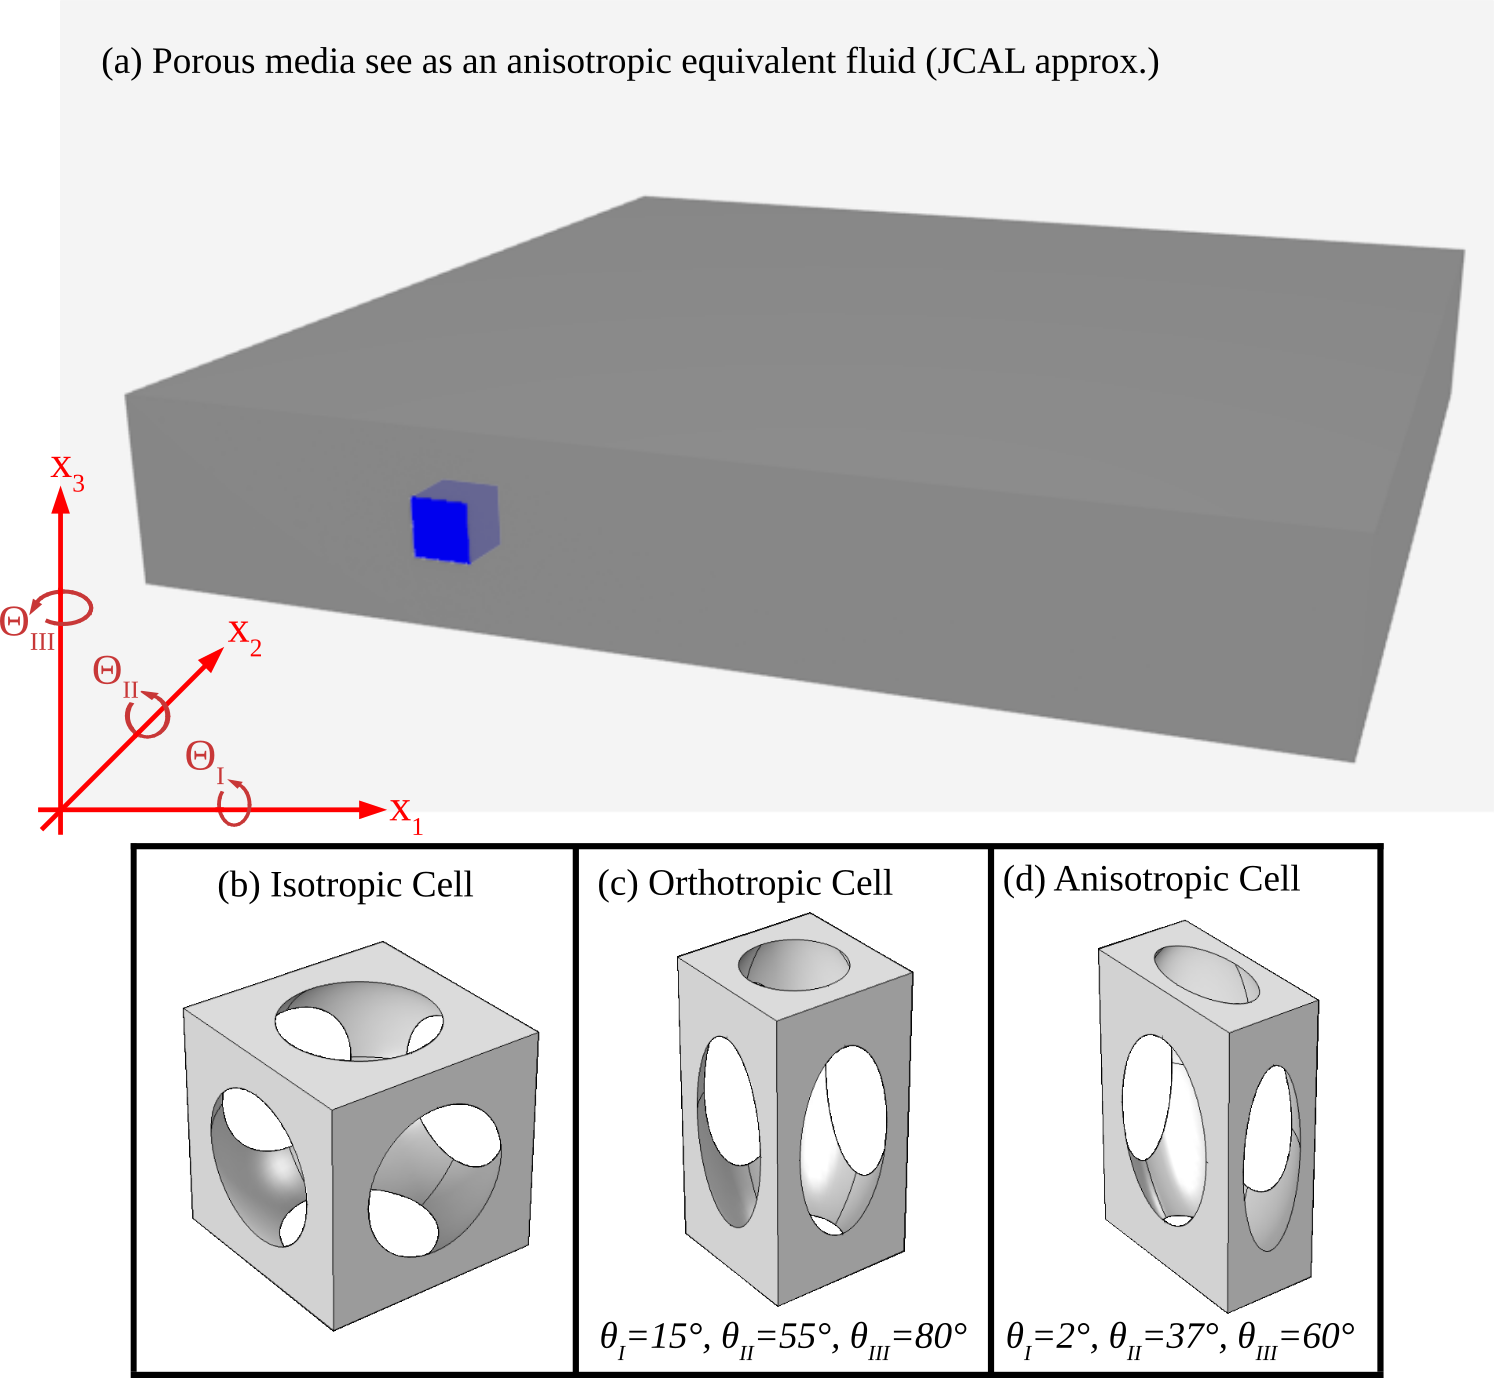 (a) Porous media see as an anisotropic equivalent fluid (JCAL approx.)
x3
ΘIII
x2
ΘII
ΘI
x1
(b) Isotropic Cell
(c) Orthotropic Cell
(d) Anisotropic Cell
θI=15°, θII=55°, θIII=80°
θI=2°, θII=37°, θIII=60°